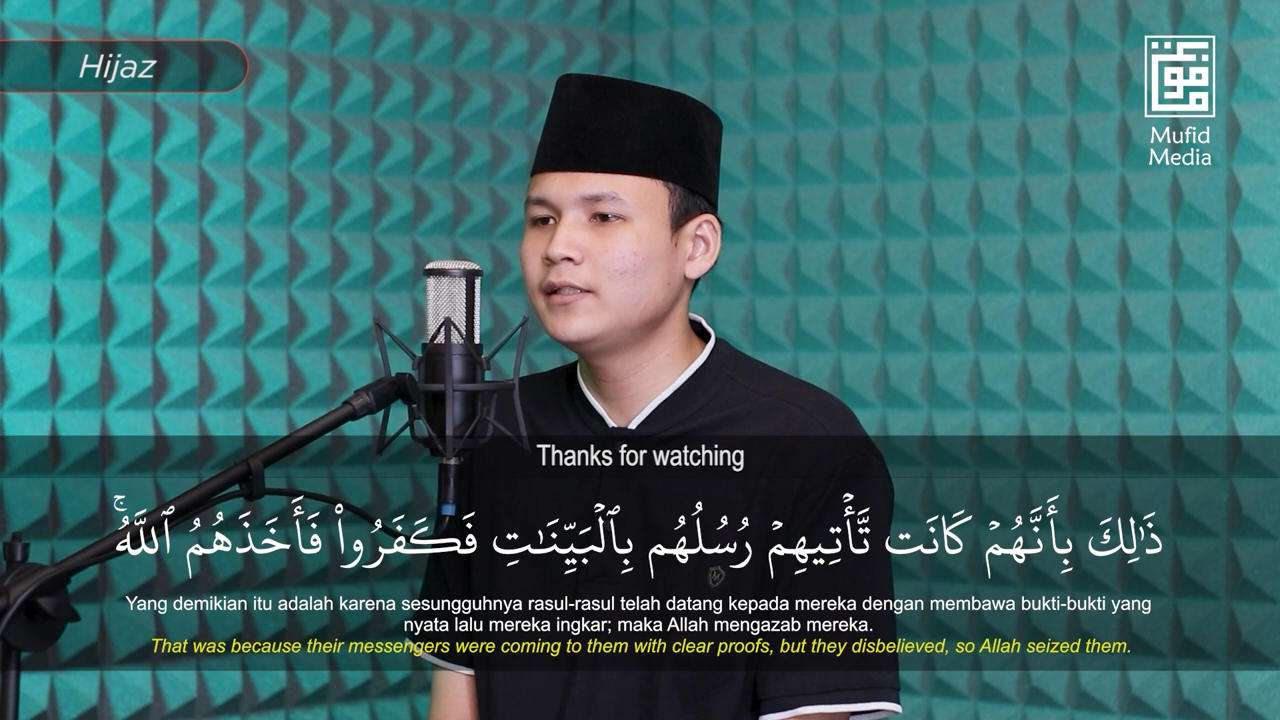 Hijaz
Mufid
Media
Thanks for watching
ذَٰلِكَ بِأَنَّهُمۡ كَانَت تَّأۡتِيهِمۡ رُسُلُهُم بِٱلۡبَيِّنَٰتِ فَكَفَرُواْ فَأَخَذَهُمُ ٱللَّهُۚ
Yang demikian itu adalah karena sesungguhnya rasul-rasul telah datang kepada mereka dengan membawa bukti-bukti yang
nyata lalu mereka ingkar; maka Allah mengazab mereka.
That was because their messengers were coming to them with clear proofs, but they disbelieved, so Allah seized them.